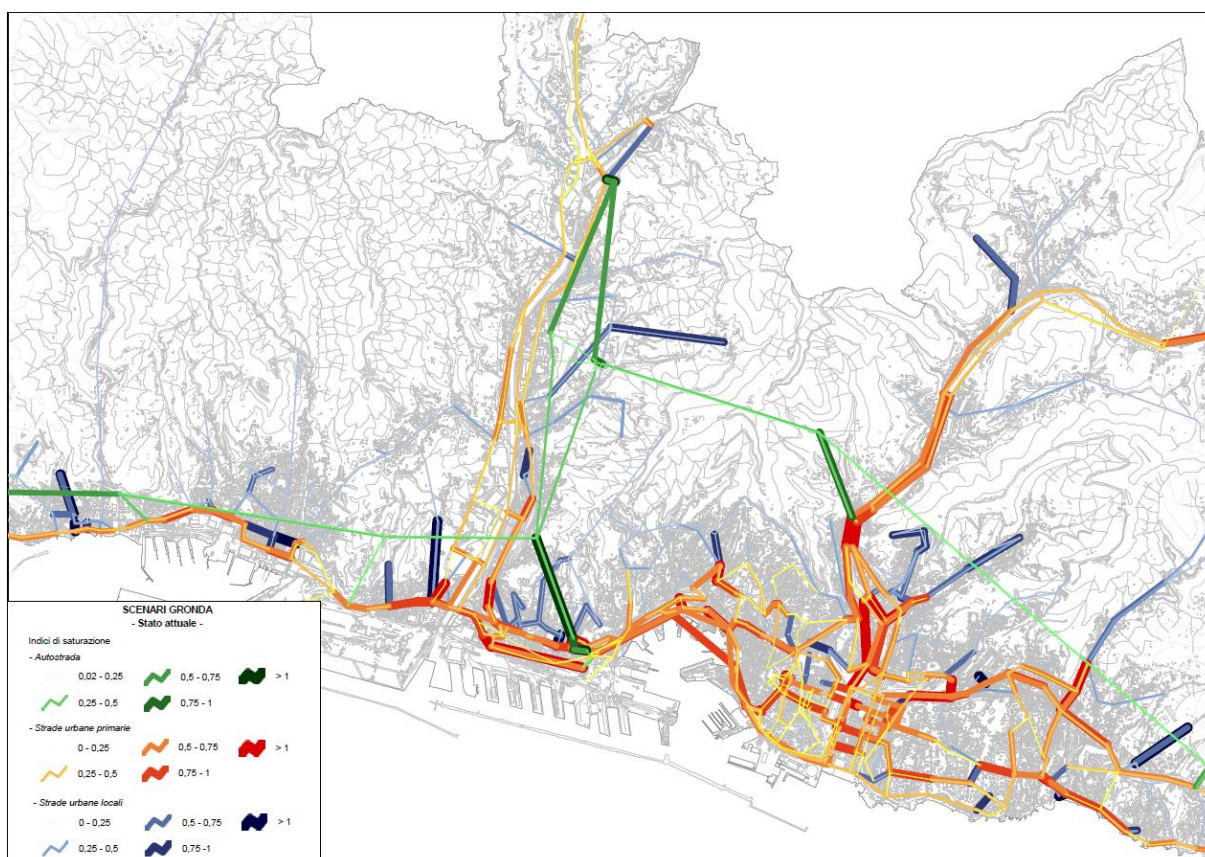 SCENARI GRONDA
- Stato attuale -
Indici di saturazione
- Autostrada
0,02 - 0,25 0,5 - 0,75 > 1
0,25 - 0,5 0,75 - 1
- Strade urbane primarie
0 - 0,25 0,5 - 0,75 > 1
0,25 - 0,5 0,75 - 1
- Strade urbane locali
0 - 0,25 0,5 - 0,75 > 1
0,25 - 0,5 0,75 -1